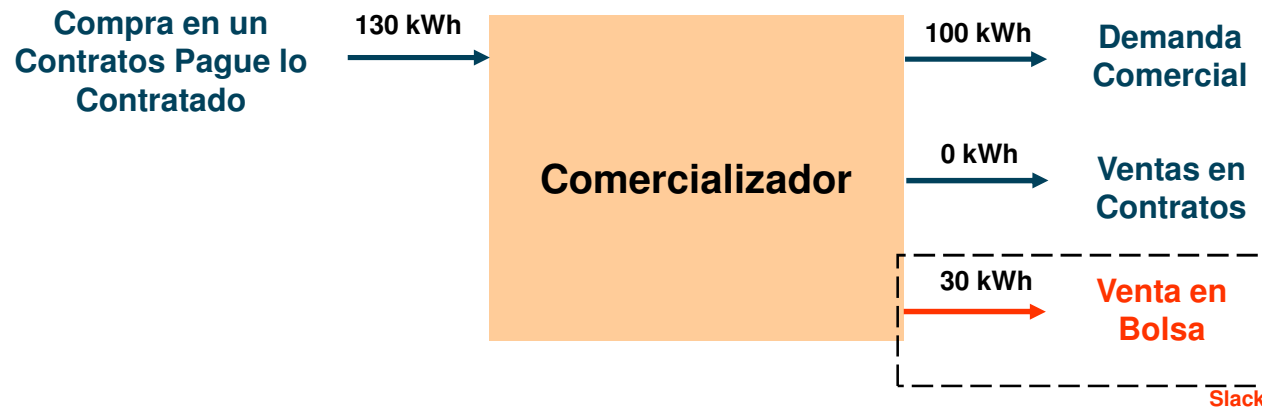 Compra en un
Contratos Pague lo
Contratado
130 kWh
Comercializador
100 kWh
Demanda
Comercial
0 kWh
Ventas en
Contratos
30 kWh
Venta en
Bolsa
Slack